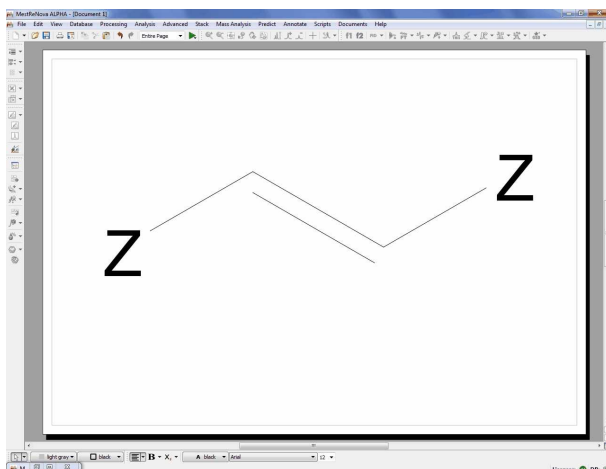 MestReNova ALPHA - [Document 1]
File Edit View Database Processing Analysis Advanced Stack Mass Analysis Predict Annotate Scripts Documents Help
Entire Page
Z
Z
light gray black B X, A black Arial 12